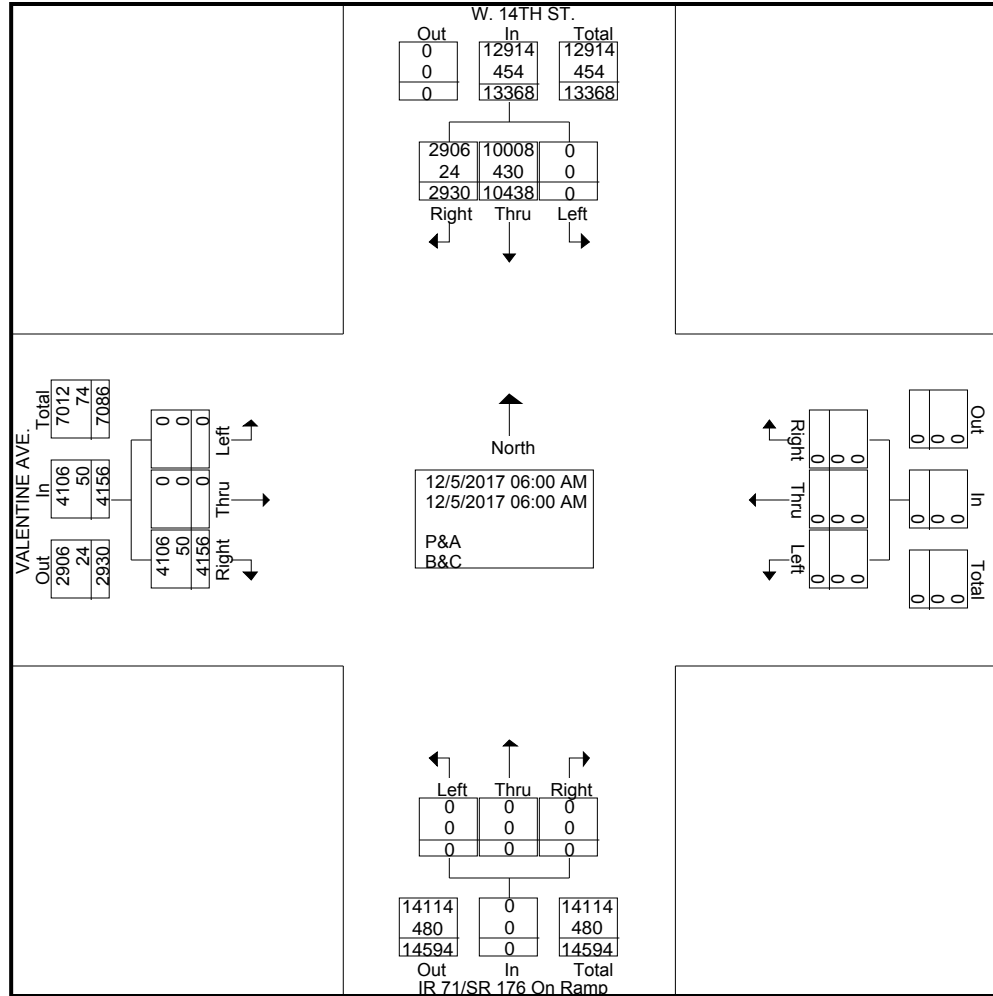 W. 14TH ST.
Out In Total
0 12914 12914
0 454 454
0 13368 13368
2906 10008 0
24 430 0
2930 10438 0
Right Thru Left
VALENTINE AVE.
Total
7012
74
7086
In
4106
50
4156
Out
2906
24
2930
Left
0
0
0
Thru
0
0
0
Right
4106
50
4156
North
12/5/2017 06:00 AM
12/5/2017 06:00 AM
P&A
B&C
Right
0
0
0
Thru
0
0
0
Left
0
0
0
Out
0
0
0
In
0
0
0
Total
0
0
0
Left Thru Right
0 0 0
0 0 0
0 0 0
14114 0 14114
480 0 480
14594 0 14594
Out In Total
IR 71/SR 176 On Ramp